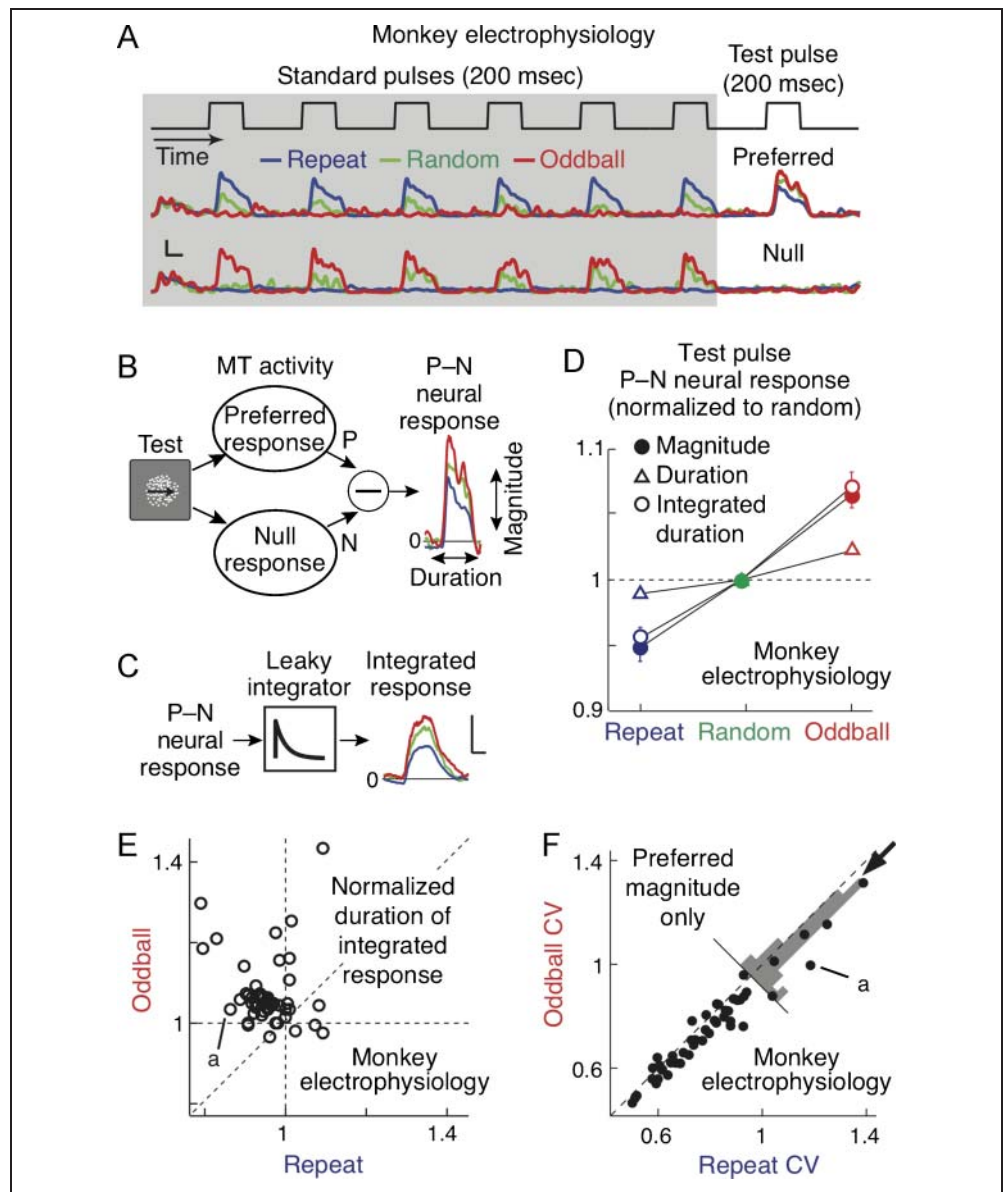 A
Monkey electrophysiology
Standard pulses (200 msec)
Test pulse
(200 msec)
Time
Repeat
Random
Oddball
Preferred
Null
B
MT activity
Test
Preferred
response
P
Null
response
N
P–N
neural
response
Magnitude
0
Duration
C
P–N
neural
response
Leaky
integrator
Integrated
response
0
D
Test pulse
P–N neural response
(normalized to random)
1.1
1
0.9
Magnitude
Duration
Integrated
duration
Monkey
electrophysiology
Repeat
Random
Oddball
E
Oddball
1.4
1
Normalized
duration of
integrated
response
a
Monkey
electrophysiology
1
1.4
Repeat
F
Oddball CV
1.4
1
0.6
Preferred
magnitude
only
a
Monkey
electrophysiology
0.6
1
1.4
Repeat CV